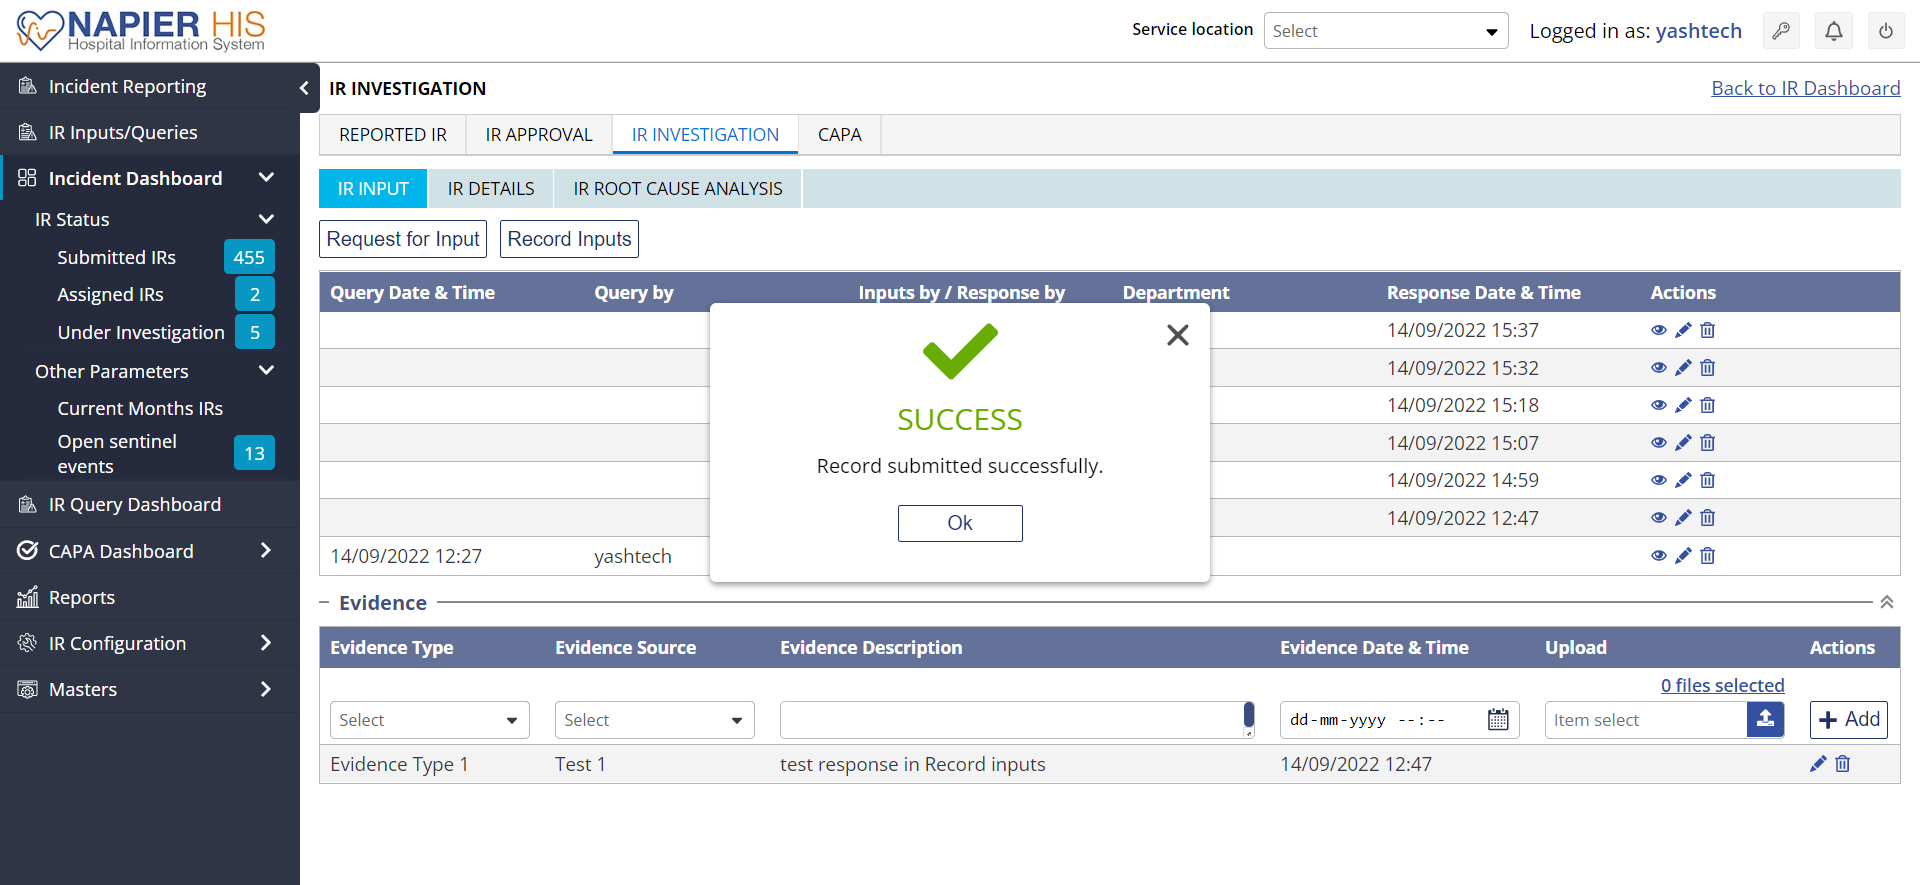 NAPIER HIS
Hospital Information System
Service location
Select
Logged in as: yashtech
Incident Reporting
IR Inputs/Queries
Incident Dashboard
IR Status
Submitted IRs 455
Assigned IRs 2
Under Investigation 5
Other Parameters
Current Months IRs
Open sentinel
events 13
IR Query Dashboard
CAPA Dashboard
Reports
IR Configuration
Masters
IR INVESTIGATION
Back to IR Dashboard
REPORTED IR IR APPROVAL IR INVESTIGATION CAPA
IR INPUT IR DETAILS IR ROOT CAUSE ANALYSIS
Request for Input Record Inputs
Query Date & Time Query by Inputs by / Response by Department Response Date & Time Actions
14/09/2022 15:37
14/09/2022 15:32
14/09/2022 15:18
14/09/2022 15:07
14/09/2022 14:59
14/09/2022 12:47
14/09/2022 12:27 yashtech
SUCCESS
Record submitted successfully.
Ok
Evidence
Evidence Type Evidence Source Evidence Description Evidence Date & Time Upload Actions
0 files selected
Select Select dd-mm-yyyy --:-- Item select Add
Evidence Type 1 Test 1 test response in Record inputs 14/09/2022 12:47